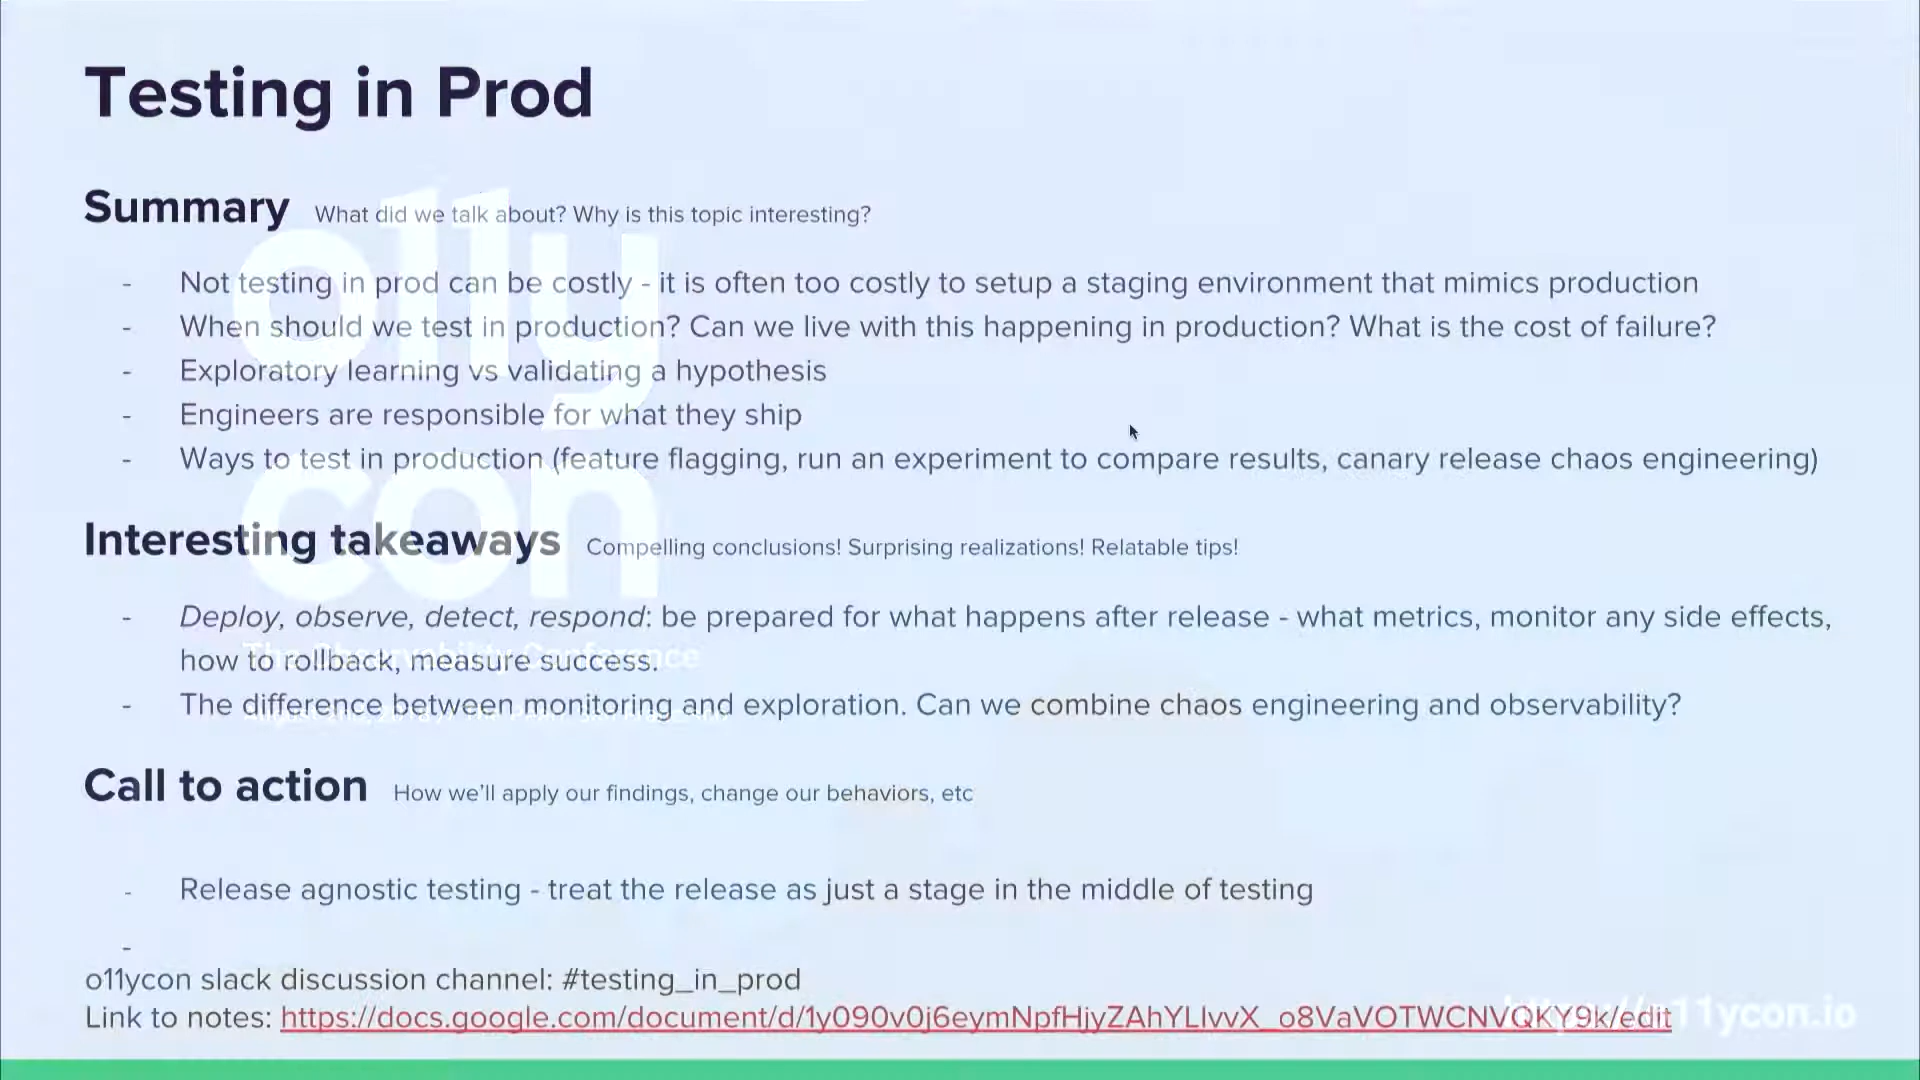 Testing in Prod
Summary What did we talk about? Why is this topic interesting?
- Not testing in prod can be costly - it is often too costly to setup a staging environment that mimics production
- When should we test in production? Can we live with this happening in production? What is the cost of failure?
- Exploratory learning vs validating a hypothesis
- Engineers are responsible for what they ship
- Ways to test in production (feature flagging, run an experiment to compare results, canary release chaos engineering)
o11y
con
Interesting takeaways Compelling conclusions! Surprising realizations! Relatable tips!
- Deploy, observe, detect, respond: be prepared for what happens after release - what metrics, monitor any side effects,
how to rollback, measure success.
The Observability Conference
- The difference between monitoring and exploration. Can we combine chaos engineering and observability?
Call to action How we'll apply our findings, change our behaviors, etc
- Release agnostic testing - treat the release as just a stage in the middle of testing
-
o11ycon slack discussion channel: #testing_in_prod
Link to notes: https://docs.google.com/document/d/1y090v0j6eymNpfHjyZAhYLIvvX_o8VaVOTWCNVQKY9k/edit
https://o11ycon.io